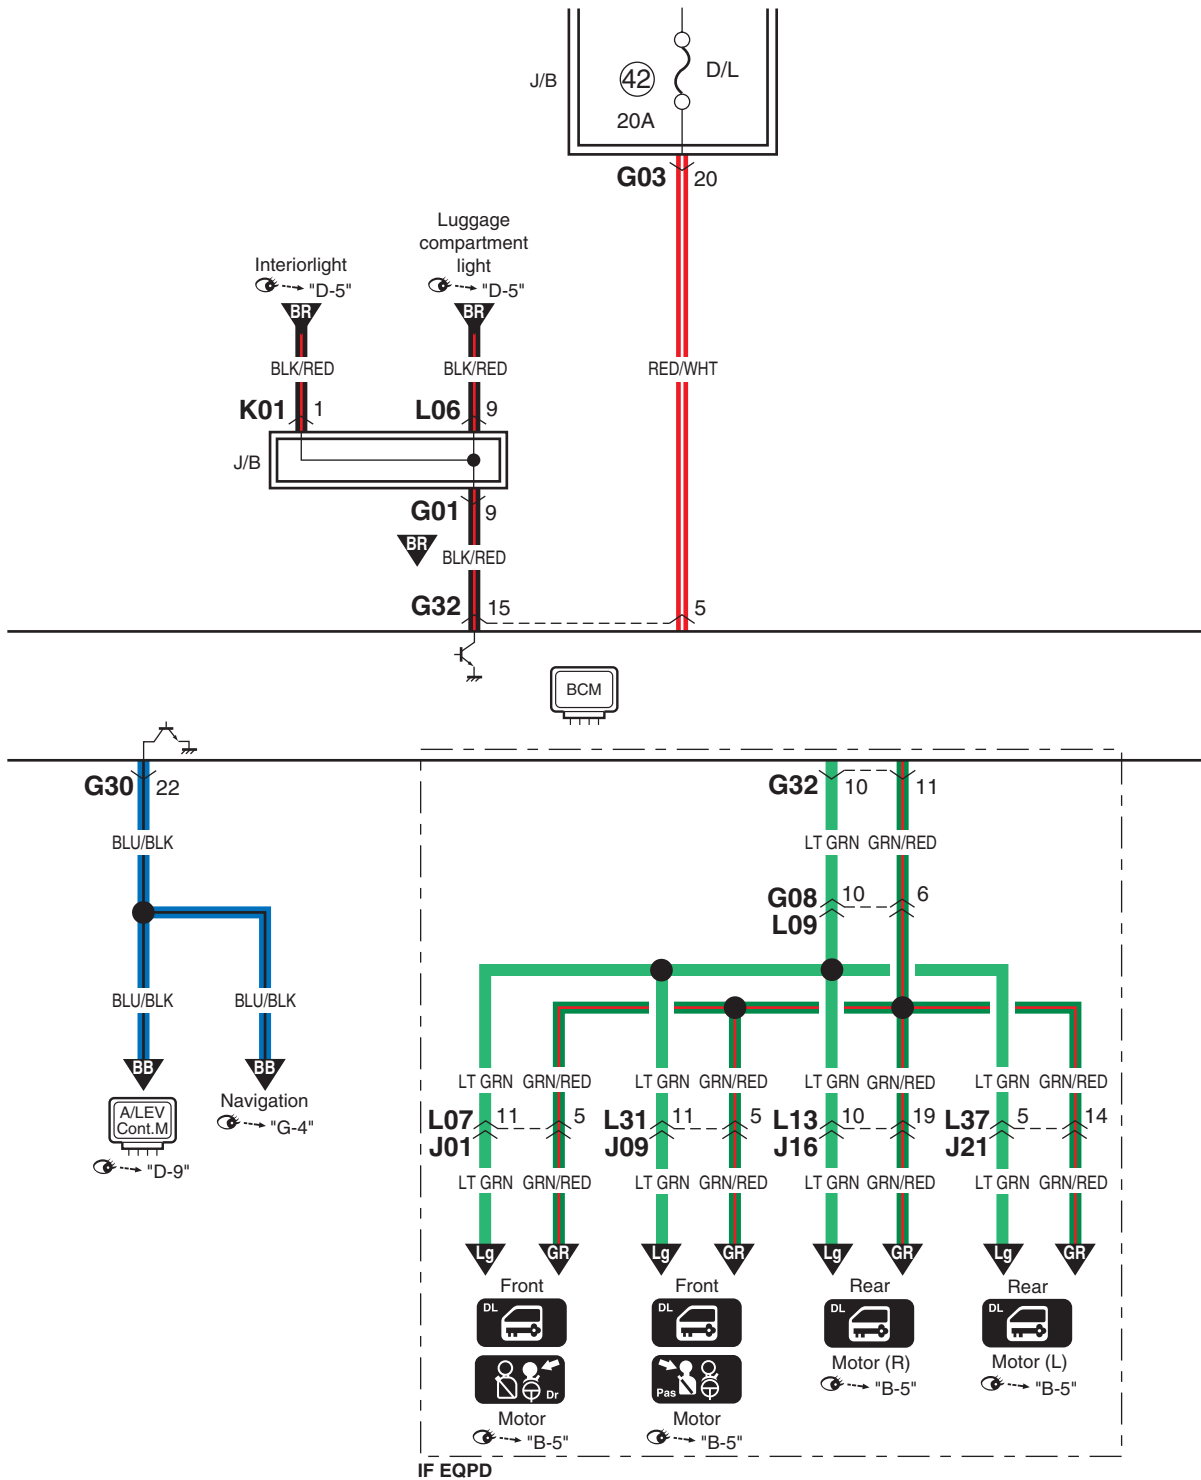 J/B
42
D/L
20A
G03 20
Luggage
compartment
light
"D-5"
Interiorlight
"D-5"
BR
BR
BLK/RED
BLK/RED
RED/WHT
K01 1
L06 9
J/B
G01 9
BR
BLK/RED
G32 15
5
BCM
G30 22
G32 10
11
BLU/BLK
LT GRN
GRN/RED
G08 10
6
L09
BLU/BLK
BLU/BLK
BB
BB
A/LEV
Cont.M
"D-9"
Navigation
"G-4"
LT GRN
GRN/RED
LT GRN
GRN/RED
LT GRN
GRN/RED
LT GRN
GRN/RED
L07 11
5
L31 11
5
L13 10
19
L37 5
14
J01
J09
J16
J21
LT GRN
GRN/RED
LT GRN
GRN/RED
LT GRN
GRN/RED
LT GRN
GRN/RED
Lg
GR
Lg
GR
Lg
GR
Lg
GR
Front
Front
Rear
Rear
DL
DL
DL
DL
Dr
Pas
Motor
"B-5"
Motor
"B-5"
Motor (R)
"B-5"
Motor (L)
"B-5"
IF EQPD